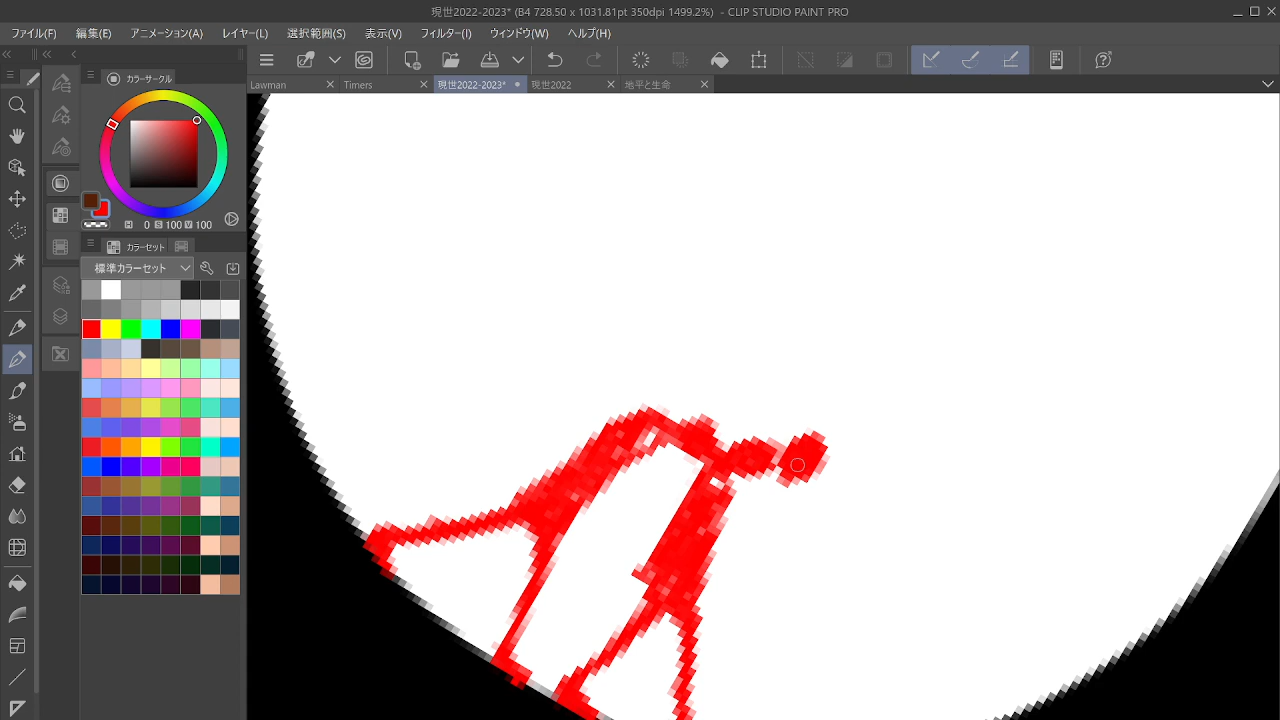 現世2022-2023* (B4 728.50 x 1031.81pt 350dpi 1499.2%) - CLIP STUDIO PAINT PRO
ファイル(F) 編集(E) アニメーション(A) レイヤー(L) 選択範囲(S) 表示(V) フィルター(I) ウィンドウ(W) ヘルプ(H)
カラーサークル
Lawman Timers 現世2022-2023* 現世2022 地平と生命
H 0 S 100 V 100
カラーセット
標準カラーセット